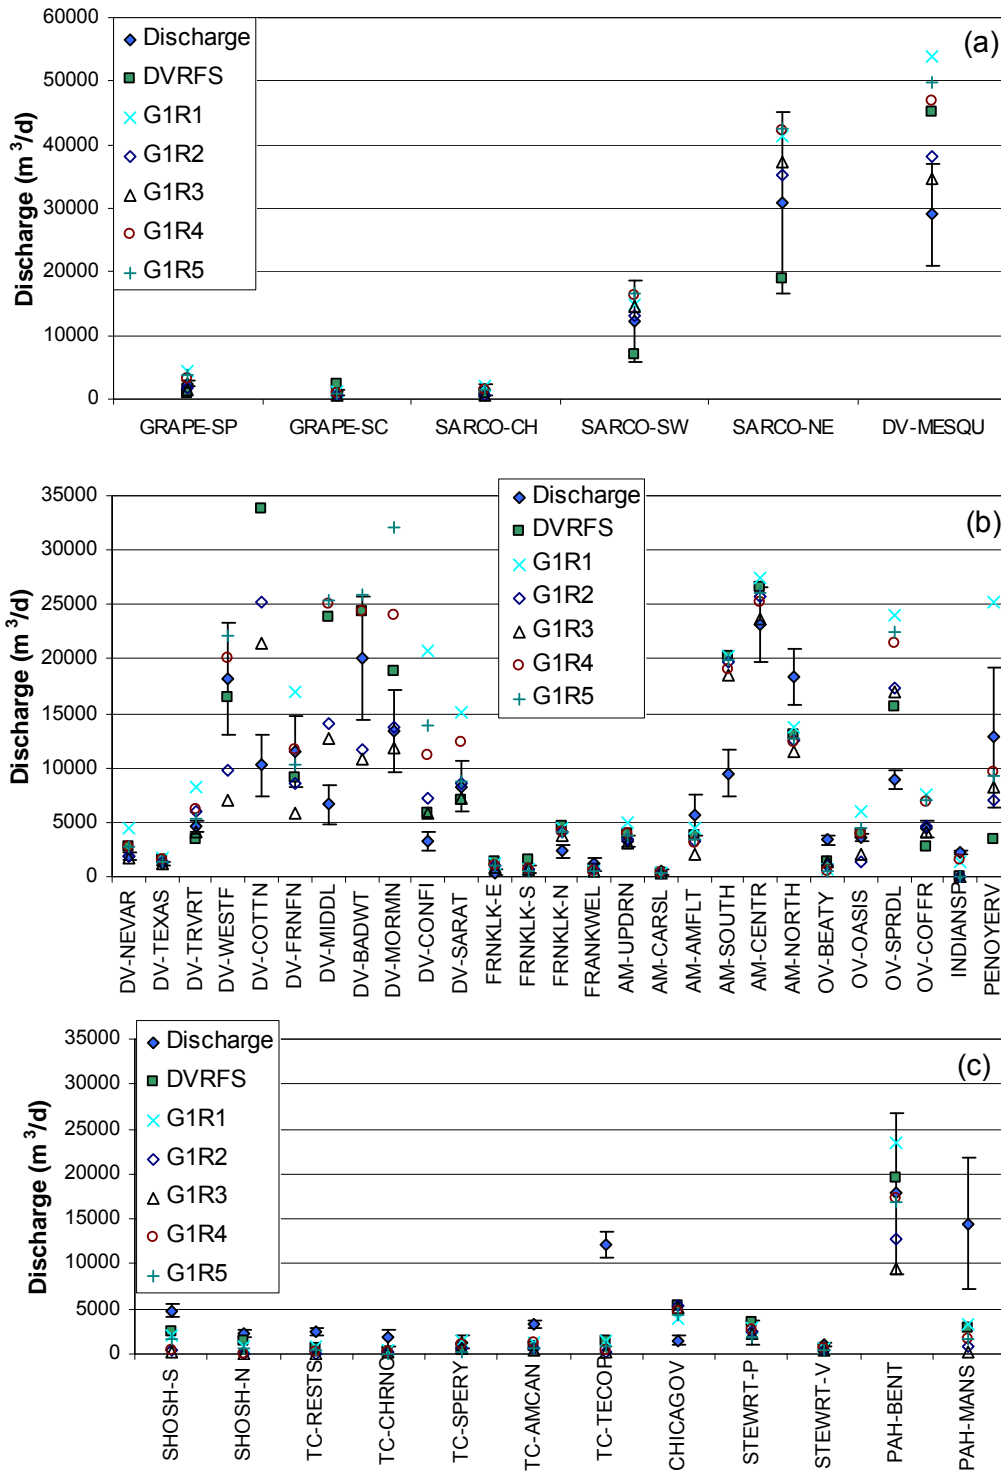 (a)
Discharge (m³/d)
60000
50000
40000
30000
20000
10000
0
Discharge
DVRFS
G1R1
G1R2
G1R3
G1R4
G1R5
GRAPE-SP GRAPE-SC SARCO-CH SARCO-SW SARCO-NE DV-MESQU
(b)
Discharge (m³/d)
35000
30000
25000
20000
15000
10000
5000
0
Discharge
DVRFS
G1R1
G1R2
G1R3
G1R4
G1R5
DV-NEVAR
DV-TEXAS
DV-TRVRT
DV-WESTF
DV-COTTN
DV-FRNFN
DV-MIDDL
DV-BADWT
DV-MORMN
DV-CONFI
DV-SARAT
FRNKLK-E
FRNKLK-S
FRNKLK-N
FRANKWEL
AM-UPDRN
AM-CARSL
AM-AMFLT
AM-SOUTH
AM-CENTR
AM-NORTH
OV-BEATY
OV-OASIS
OV-SPRDL
OV-COFFR
INDIANSP
PENOYERV
(c)
Discharge (m³/d)
35000
30000
25000
20000
15000
10000
5000
0
Discharge
DVRFS
G1R1
G1R2
G1R3
G1R4
G1R5
SHOSH-S
SHOSH-N
TC-RESTS
TC-CHRNO
TC-SPERY
TC-AMCAN
TC-TECOP
CHICAGOV
STEWRT-P
STEWRT-V
PAH-BENT
PAH-MANS